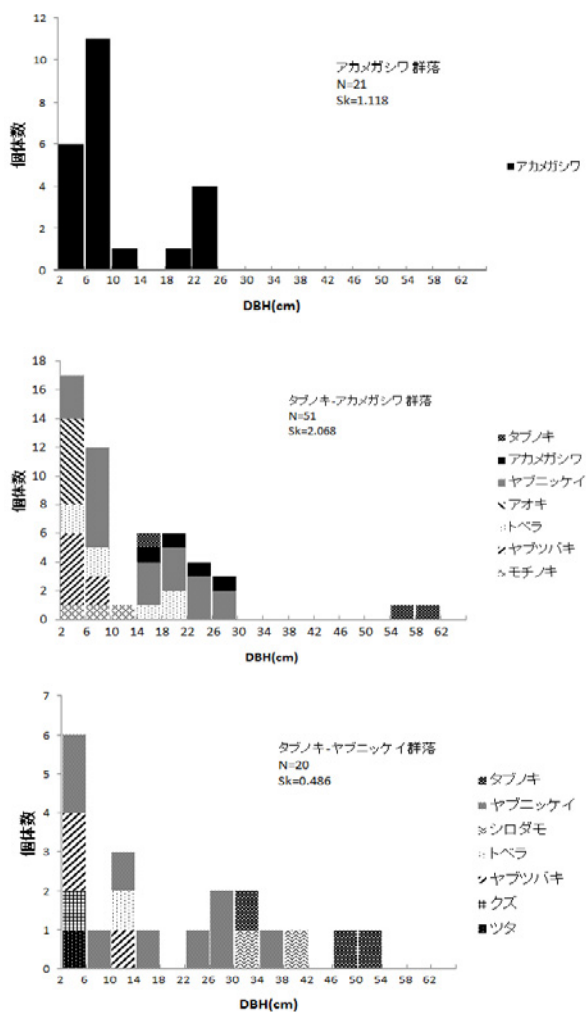 12
10
8
6
4
2
0
個体数
アカメガシワ群落
N=21
Sk=1.118
アカメガシワ
2 6 10 14 18 22 26 30 34 38 42 46 50 54 58 62
DBH(cm)
18
16
14
12
10
8
6
4
2
0
個体数
タブノキ-アカメガシワ群落
N=51
Sk=2.068
タブノキ
アカメガシワ
ヤブニッケイ
アオキ
トベラ
ヤブツバキ
モチノキ
2 6 10 14 18 22 26 30 34 38 42 46 50 54 58 62
DBH(cm)
7
6
5
4
3
2
1
0
個体数
タブノキ-ヤブニッケイ群落
N=20
Sk=0.486
タブノキ
ヤブニッケイ
シロダモ
トベラ
ヤブツバキ
クズ
ツタ
2 6 10 14 18 22 26 30 34 38 42 46 50 54 58 62
DBH(cm)